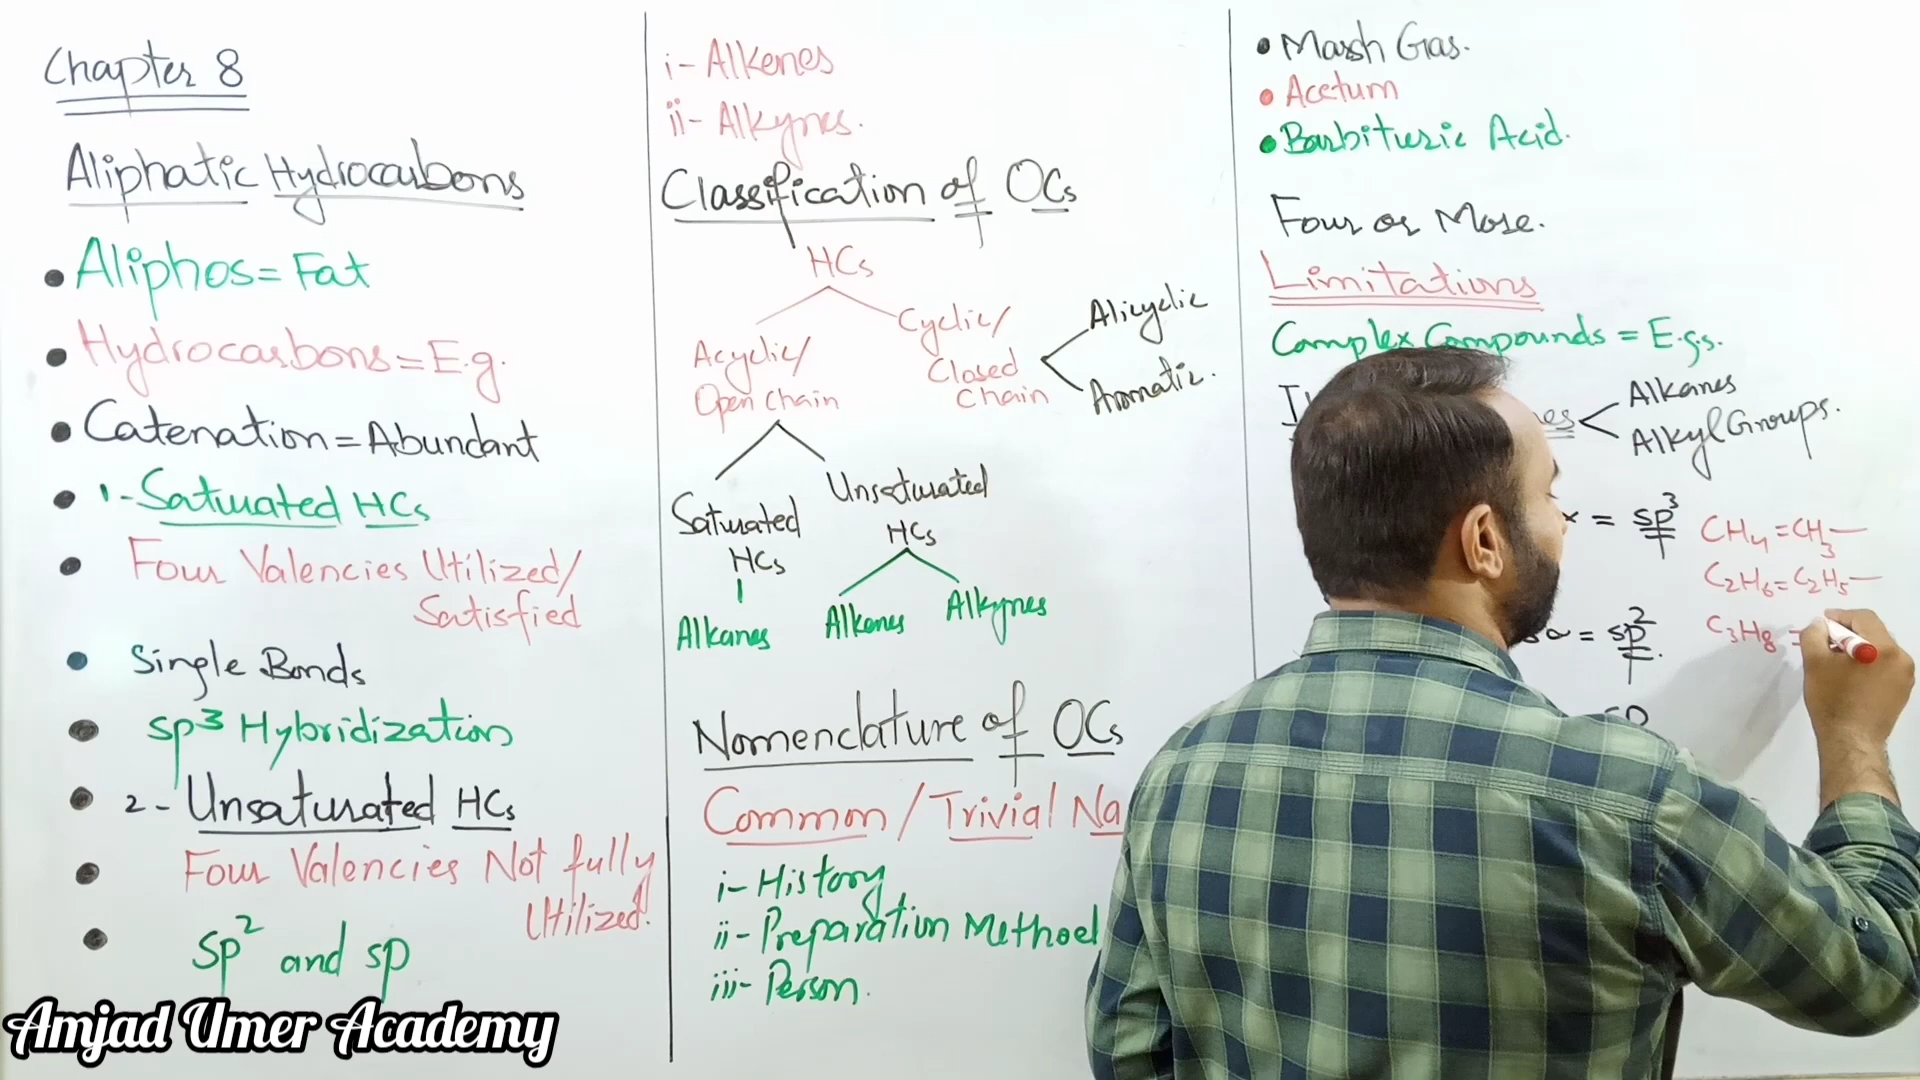 Chapter 8
Aliphatic Hydrocarbons
Aliphos = Fat
Hydrocarbons = E.g.
Catenation = Abundant
1- Saturated HCs
Four Valencies Utilized/
Satisfied
Single Bonds
sp³ Hybridization
2- Unsaturated HCs
Four Valencies Not fully
Utilized.
sp² and sp
Amjad Umer Academy
i- Alkenes
ii- Alkynes.
Classification of OCs
HCs
Acyclic/
Open Chain
Cyclic/
Closed
Chain
Alicyclic
Aromatic.
Saturated
HCs
Alkanes
Unsaturated
HCs
Alkenes
Alkynes
Nomenclature of OCs
Common / Trivial Na
i- History
ii- Preparation Method
iii- Person.
Marsh Gas.
Acetum
Barbituric Acid.
Four or More.
Limitations
Complex Compounds = E.g.s.
Alkanes
Alkyl Groups.
= sp³
= sp²
CH₄ = CH₃—
C₂H₆ = C₂H₅—
C₃H₈ =